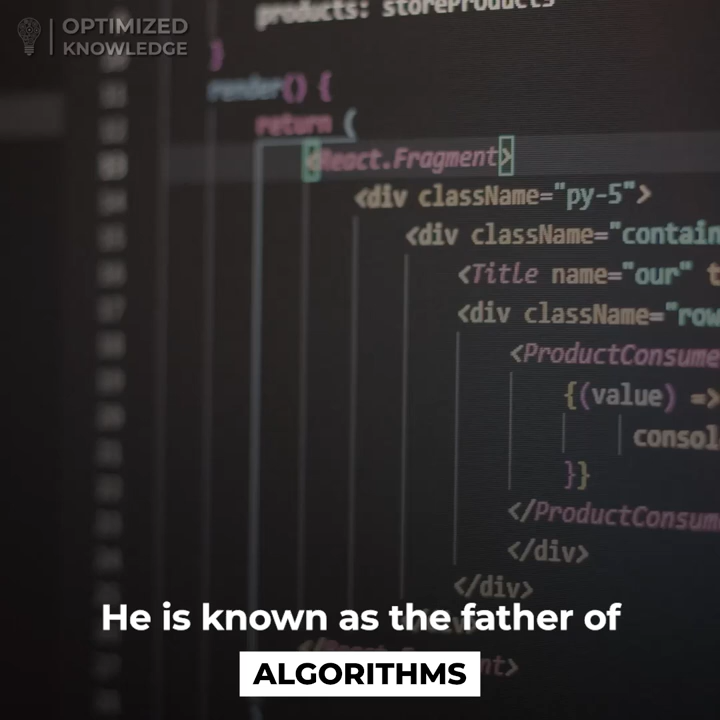 OPTIMIZED
KNOWLEDGE
products: storeProducts
}
render() {
return (
<React.Fragment>
<div className="py-5">
<div className="contain
<Title name="our" t
<div className="row
<ProductConsume
{(value) =>
consol
}}
</ProductConsum
</div>
</div>
He is known as the father of
ALGORITHMS